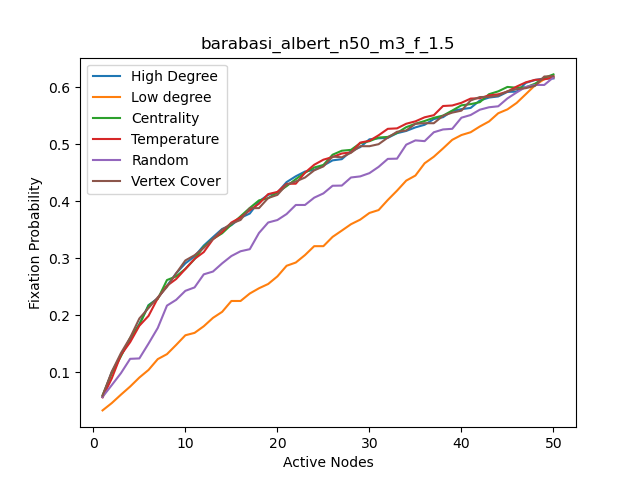 barabasi_albert_n50_m3_f_1.5
High Degree
Low degree
Centrality
Temperature
Random
Vertex Cover
Fixation Probability
0.6
0.5
0.4
0.3
0.2
0.1
0 10 20 30 40 50
Active Nodes